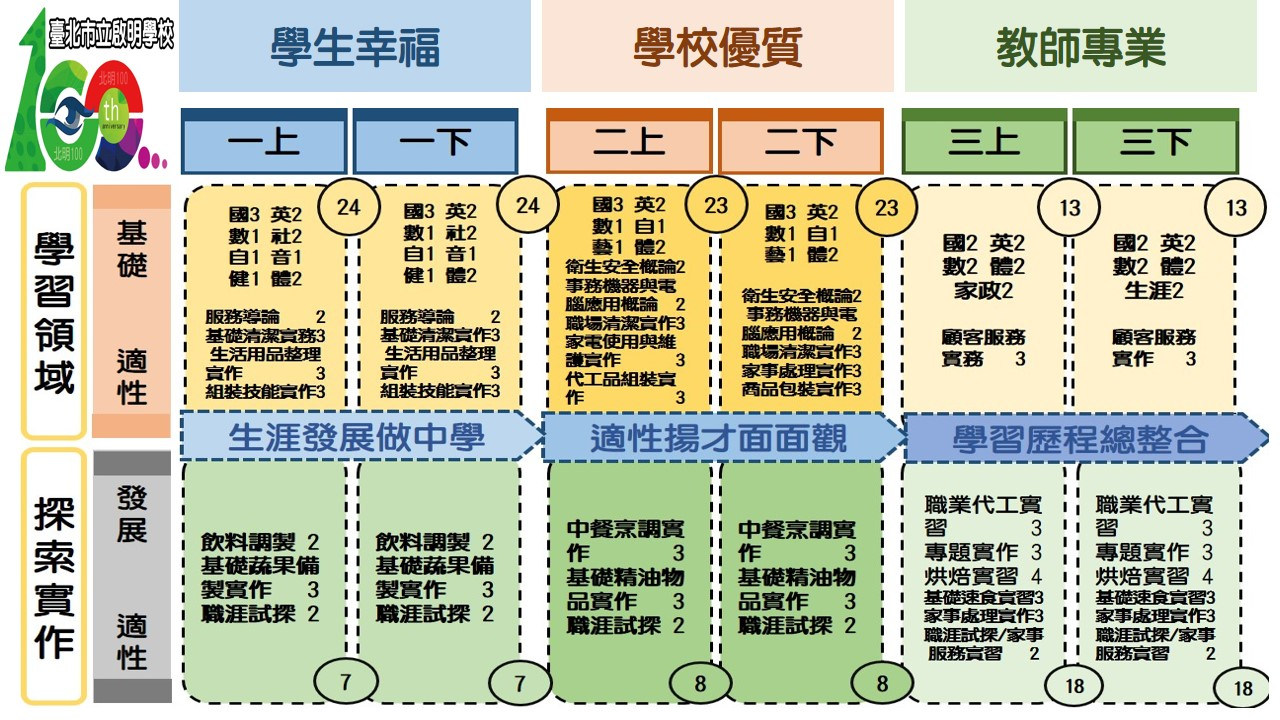 臺北市立啟明學校
北明100
th
anniversary
北明100
學生幸福
學校優質
教師專業
一上
一下
二上
二下
三上
三下
學習領域
基礎
適性
24
國3 英2
數1 社2
自1 音1
健1 體2
服務導論 2
基礎清潔實務3
生活用品整理
實作 3
組裝技能實作3
24
國3 英2
數1 社2
自1 音1
健1 體2
服務導論 2
基礎清潔實作3
生活用品整理
實作 3
組裝技能實作3
23
國3 英2
數1 自1
藝1 體2
衛生安全概論2
事務機器與電
腦應用概論 2
職場清潔實作3
家電使用與維
護實作 3
代工品組裝實
作 3
23
國3 英2
數1 自1
藝1 體2
衛生安全概論2
事務機器與電
腦應用概論 2
職場清潔實作3
家事處理實作3
商品包裝實作3
13
國2 英2
數2 體2
家政2
顧客服務
實務 3
13
國2 英2
數2 體2
生涯2
顧客服務
實作 3
生涯發展做中學
適性揚才面面觀
學習歷程總整合
探索實作
發展
適性
飲料調製 2
基礎蔬果備
製實作 3
職涯試探 2
7
飲料調製 2
基礎蔬果備
製實作 3
職涯試探 2
7
中餐烹調實
作 3
基礎精油物
品實作 3
職涯試探 2
8
中餐烹調實
作 3
基礎精油物
品實作 3
職涯試探 2
8
職業代工實
習 3
專題實作 3
烘焙實習 4
基礎速食實習3
家事處理實作3
職涯試探/家事
服務實習 2
18
職業代工實
習 3
專題實作 3
烘焙實習 4
基礎速食實習3
家事處理實作3
職涯試探/家事
服務實習 2
18